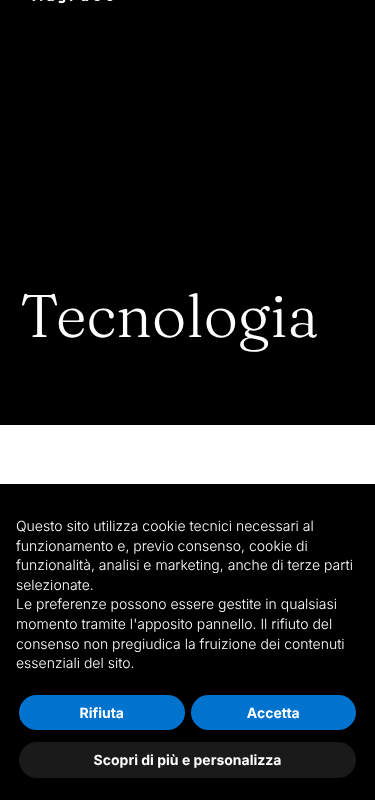 Tecnologia
Questo sito utilizza cookie tecnici necessari al
funzionamento e, previo consenso, cookie di
funzionalità, analisi e marketing, anche di terze parti
selezionate.
Le preferenze possono essere gestite in qualsiasi
momento tramite l'apposito pannello. Il rifiuto del
consenso non pregiudica la fruizione dei contenuti
essenziali del sito.
Rifiuta
Accetta
Scopri di più e personalizza